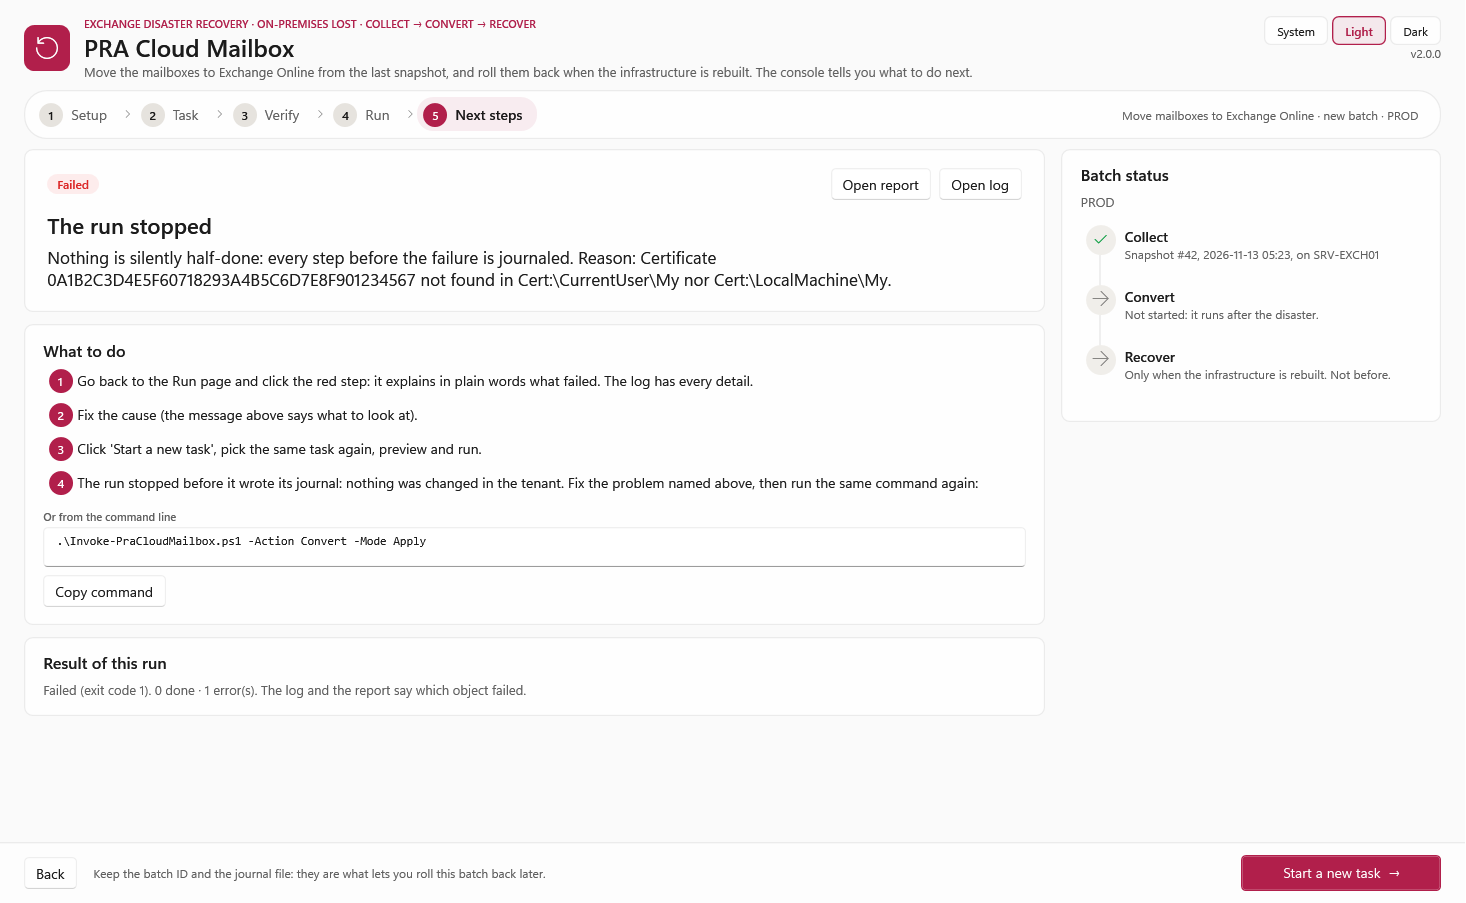 EXCHANGE DISASTER RECOVERY · ON-PREMISES LOST · COLLECT → CONVERT → RECOVER
PRA Cloud Mailbox
Move the mailboxes to Exchange Online from the last snapshot, and roll them back when the infrastructure is rebuilt. The console tells you what to do next.
System
Light
Dark
v2.0.0
1 Setup
2 Task
3 Verify
4 Run
5 Next steps
Move mailboxes to Exchange Online · new batch · PROD
Failed
Open report
Open log
The run stopped
Nothing is silently half-done: every step before the failure is journaled. Reason: Certificate
0A1B2C3D4E5F60718293A4B5C6D7E8F901234567 not found in Cert:\CurrentUser\My nor Cert:\LocalMachine\My.
What to do
1 Go back to the Run page and click the red step: it explains in plain words what failed. The log has every detail.
2 Fix the cause (the message above says what to look at).
3 Click 'Start a new task', pick the same task again, preview and run.
4 The run stopped before it wrote its journal: nothing was changed in the tenant. Fix the problem named above, then run the same command again:
Or from the command line
.\Invoke-PraCloudMailbox.ps1 -Action Convert -Mode Apply
Copy command
Result of this run
Failed (exit code 1). 0 done · 1 error(s). The log and the report say which object failed.
Batch status
PROD
Collect
Snapshot #42, 2026-11-13 05:23, on SRV-EXCH01
Convert
Not started: it runs after the disaster.
Recover
Only when the infrastructure is rebuilt. Not before.
Back
Keep the batch ID and the journal file: they are what lets you roll this batch back later.
Start a new task →